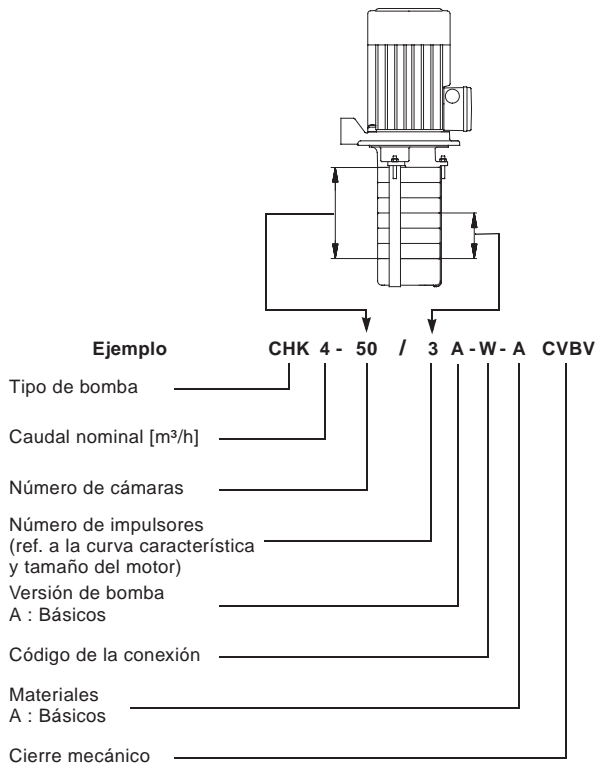 Ejemplo CHK 4 - 50 / 3 A - W - A CVBV
Tipo de bomba
Caudal nominal [m³/h]
Número de cámaras
Número de impulsores
(ref. a la curva característica
y tamaño del motor)
Versión de bomba
A : Básicos
Código de la conexión
Materiales
A : Básicos
Cierre mecánico